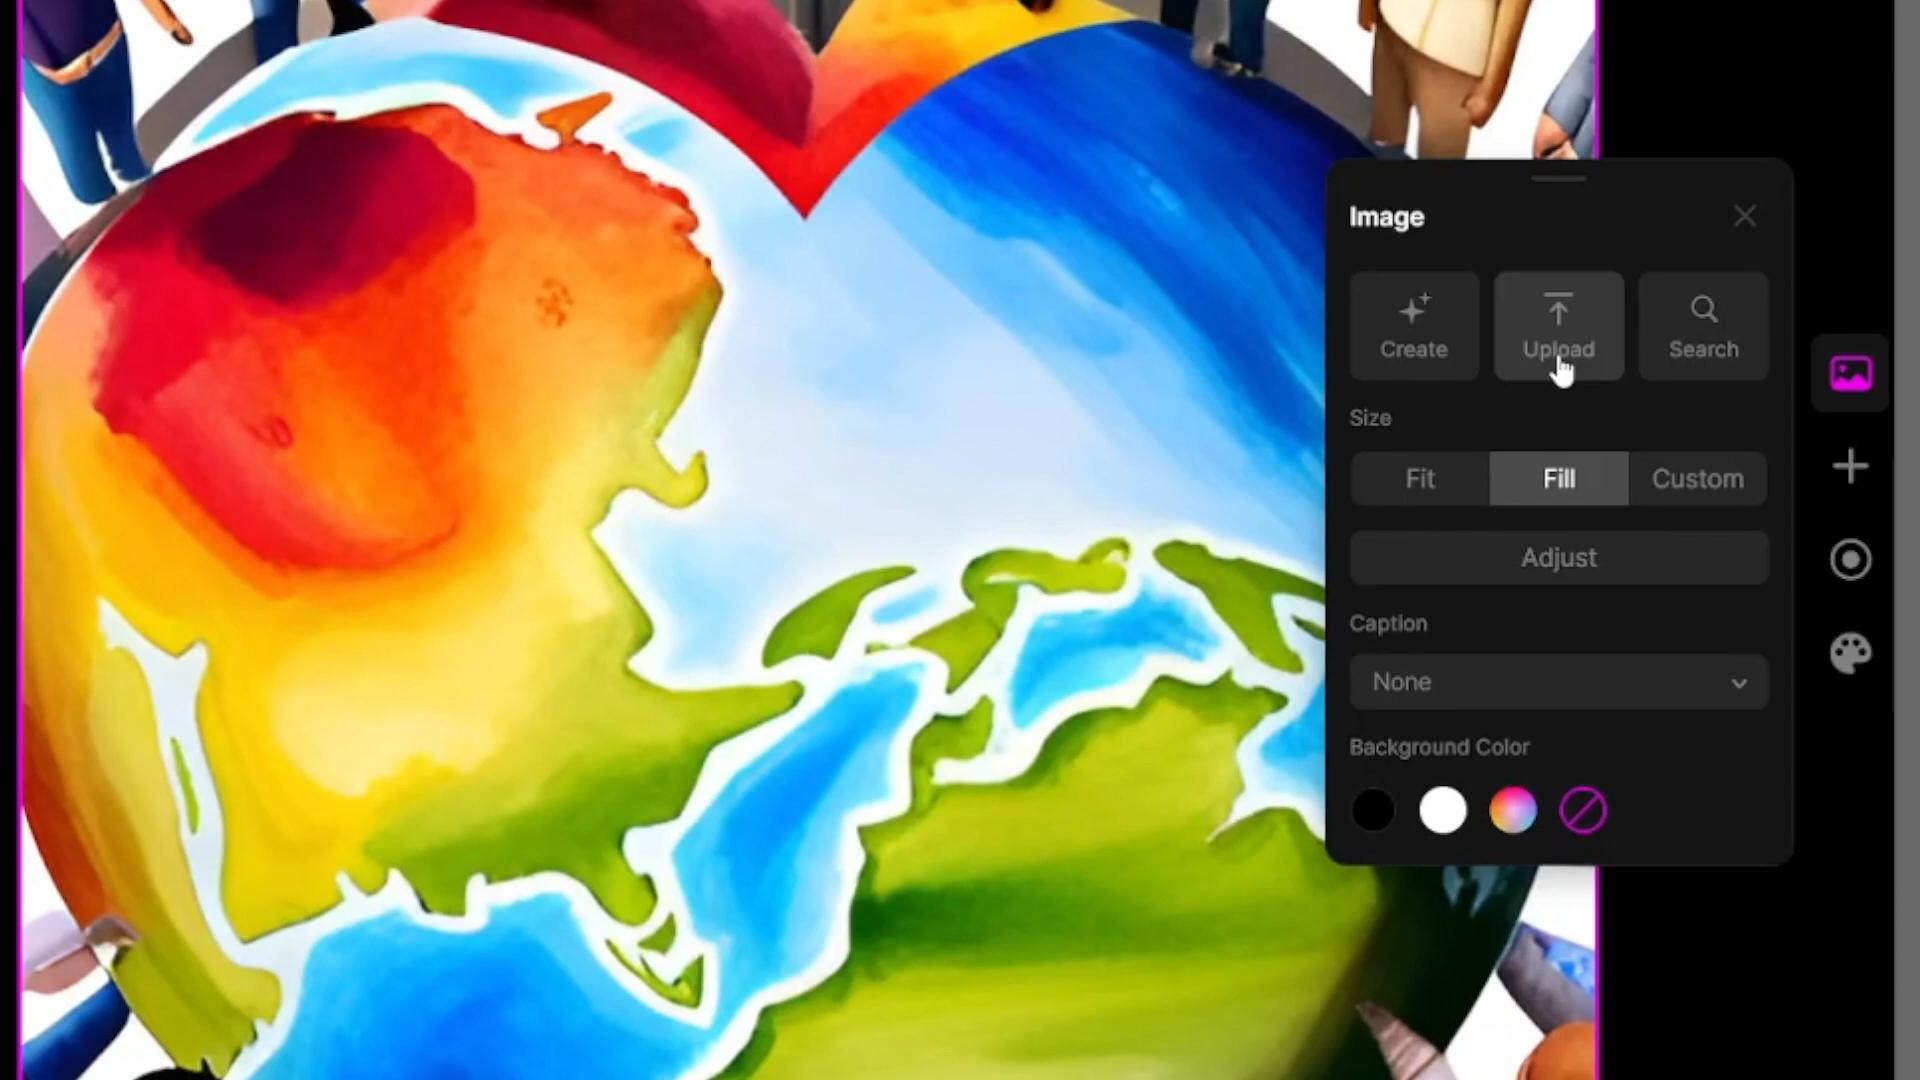 Image
Create
Upload
Search
Size
Fit
Fill
Custom
Adjust
Caption
None
Background Color